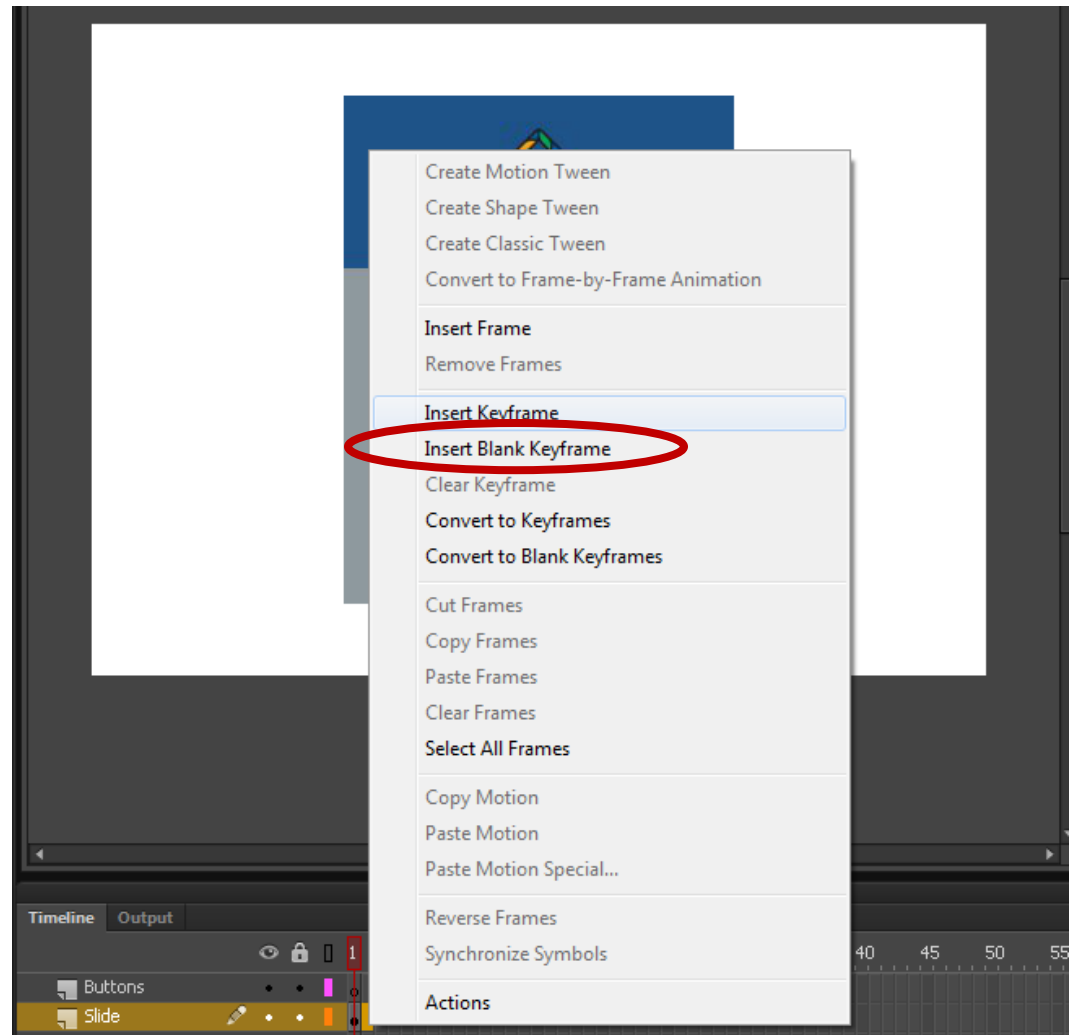 Create Motion Tween
Create Shape Tween
Create Classic Tween
Convert to Frame-by-Frame Animation
Insert Frame
Remove Frames
Insert Keyframe
Insert Blank Keyframe
Clear Keyframe
Convert to Keyframes
Convert to Blank Keyframes
Cut Frames
Copy Frames
Paste Frames
Clear Frames
Select All Frames
Copy Motion
Paste Motion
Paste Motion Special...
Reverse Frames
Synchronize Symbols
Actions
Timeline Output
1 40 45 50 55
Buttons
Slide